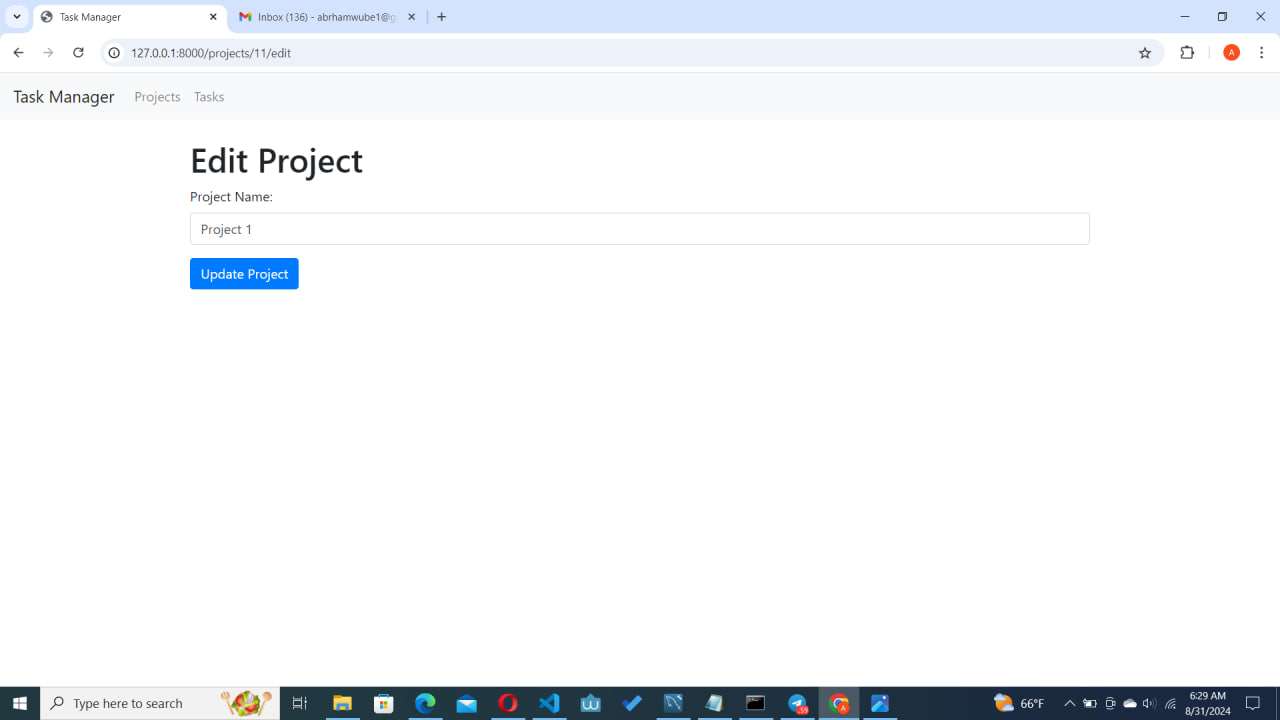 Task Manager
Inbox (136) - abrhamwube1@g
127.0.0.1:8000/projects/11/edit
A
Task Manager Projects Tasks
Edit Project
Project Name:
Project 1
Update Project
Type here to search
59
A
66°F
6:29 AM
8/31/2024